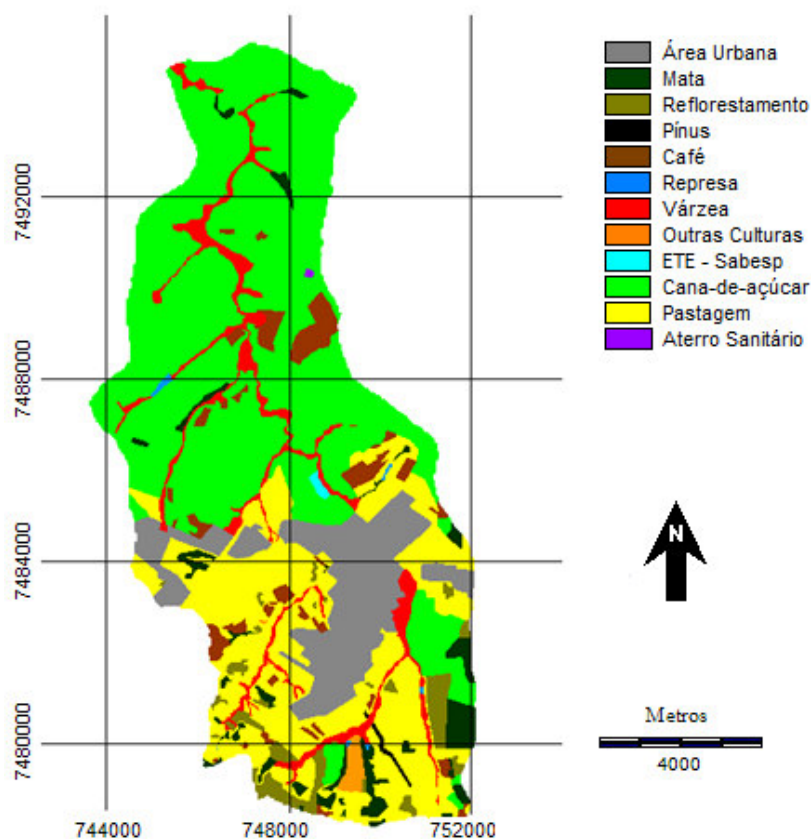 Área Urbana
Mata
Reflorestamento
Pínus
Café
Represa
Várzea
Outras Culturas
ETE - Sabesp
Cana-de-açúcar
Pastagem
Aterro Sanitário
7492000
7488000
7484000
7480000
N
Metros
4000
744000
748000
752000